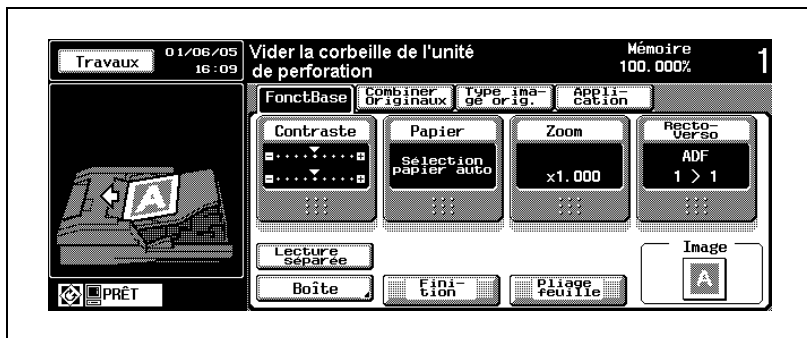 Travaux
01/06/05
16:09
Vider la corbeille de l'unité
de perforation
Mémoire
100.000%
1
FonctBase
Combiner
Originaux
Type ima-
ge orig.
Appli-
cation
Contraste
Papier
Sélection
papier auto
Zoom
×1.000
Recto-
Verso
ADF
1 > 1
A
Lecture
séparée
Boîte
Fini-
tion
Pliage
feuille
Image
A
PRÊT